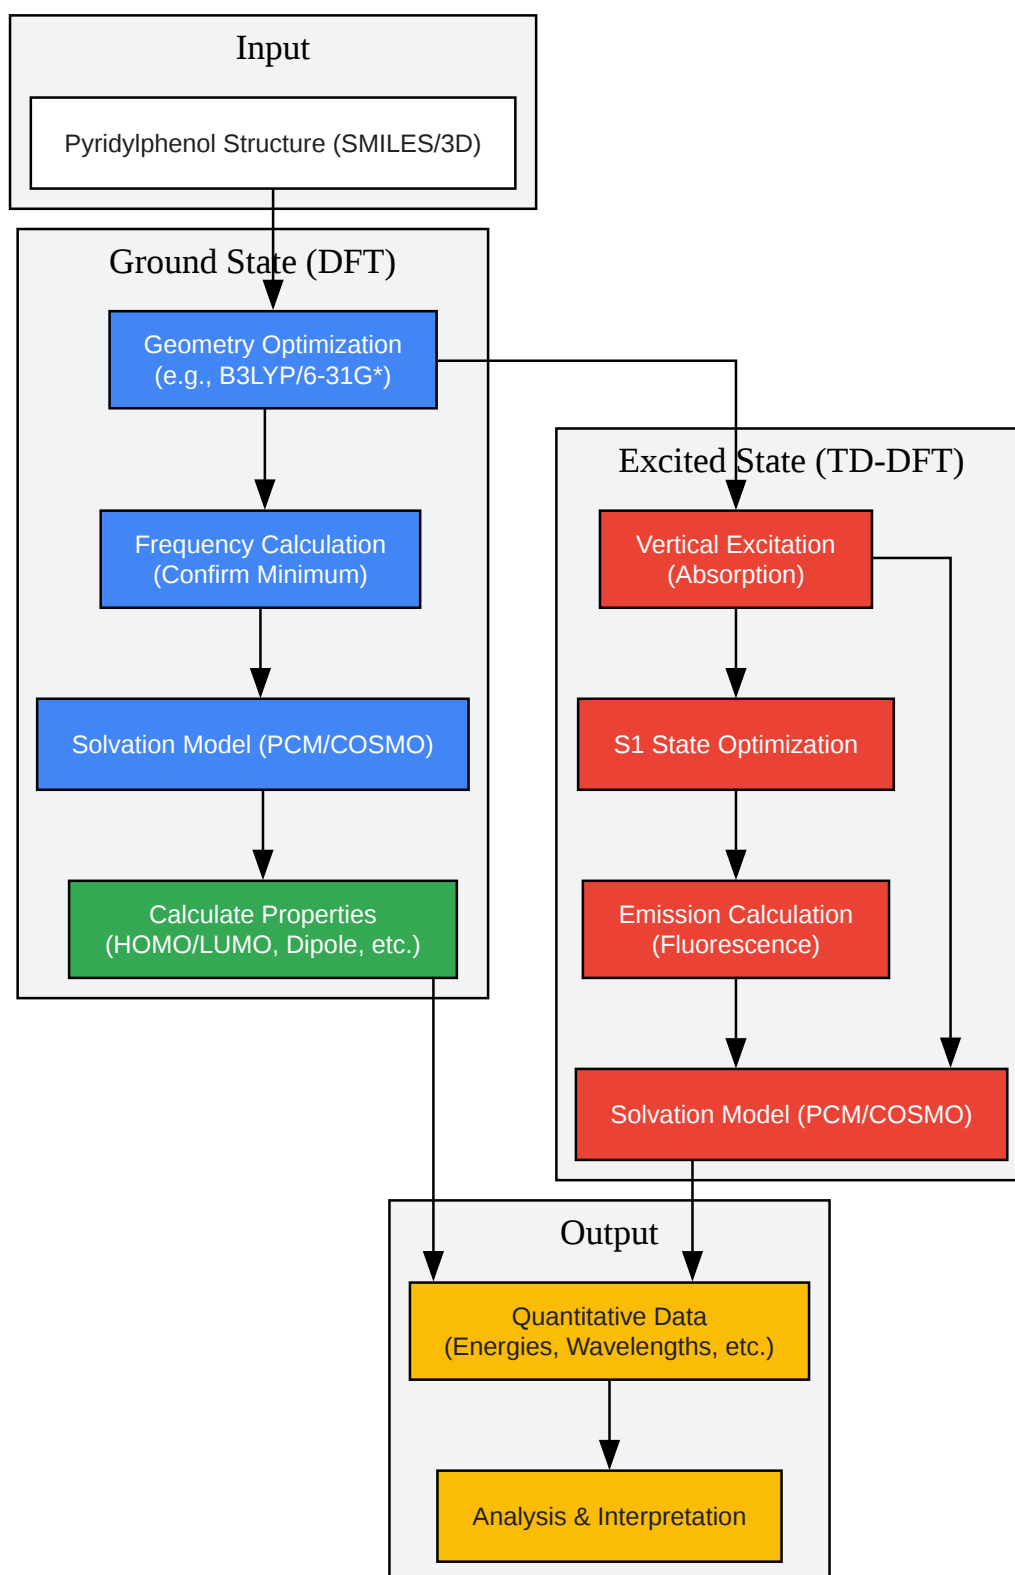 Input
Pyridylphenol Structure (SMILES/3D)
Ground State (DFT)
Geometry Optimization
(e.g., B3LYP/6-31G*)
Frequency Calculation
(Confirm Minimum)
Solvation Model (PCM/COSMO)
Calculate Properties
(HOMO/LUMO, Dipole, etc.)
Excited State (TD-DFT)
Vertical Excitation
(Absorption)
S1 State Optimization
Emission Calculation
(Fluorescence)
Solvation Model (PCM/COSMO)
Output
Quantitative Data
(Energies, Wavelengths, etc.)
Analysis & Interpretation